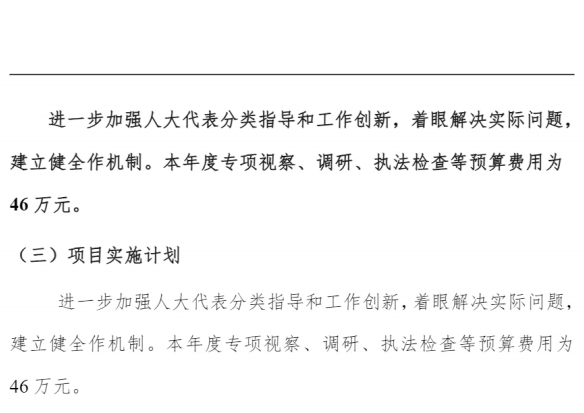 进一步加强人大代表分类指导和工作创新，着眼解决实际问题，
建立健全作机制。本年度专项视察、调研、执法检查等预算费用为
46 万元。
（三）项目实施计划
进一步加强人大代表分类指导和工作创新，着眼解决实际问题，
建立健全作机制。本年度专项视察、调研、执法检查等预算费用为
46 万元。